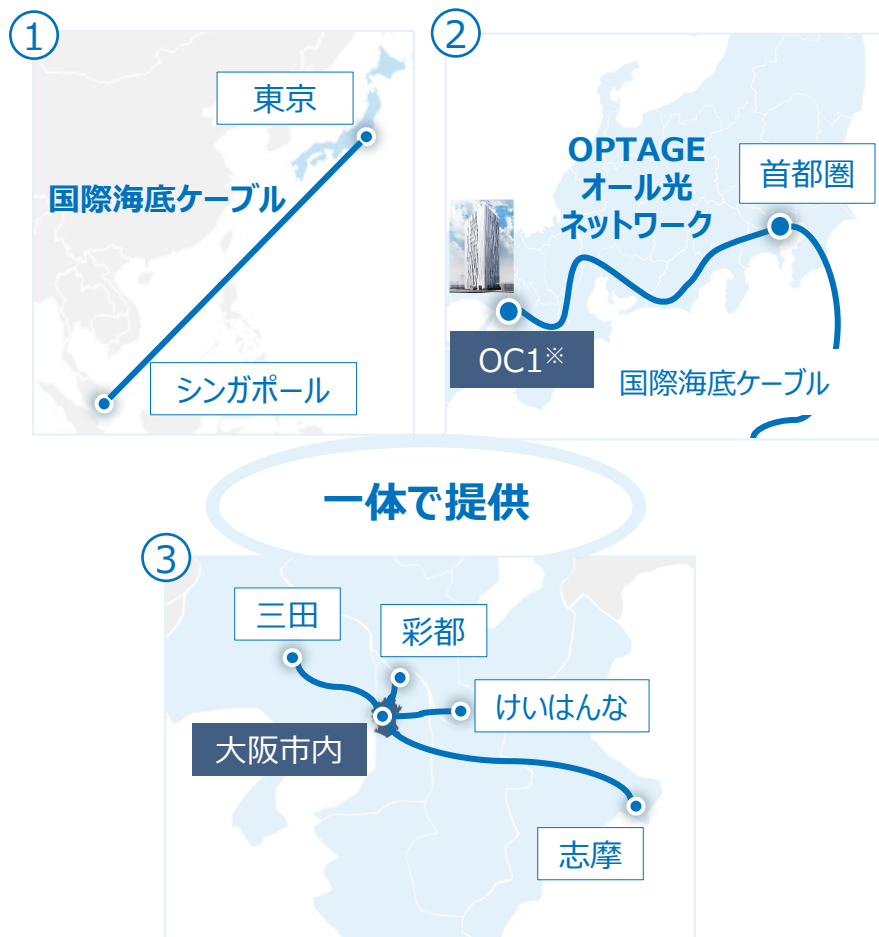 ①
東京
国際海底ケーブル
シンガポール
②
OPTAGE
オール光
ネットワーク
首都圏
OC1※
国際海底ケーブル
一体で提供
③
三田
彩都
けいはんな
大阪市内
志摩